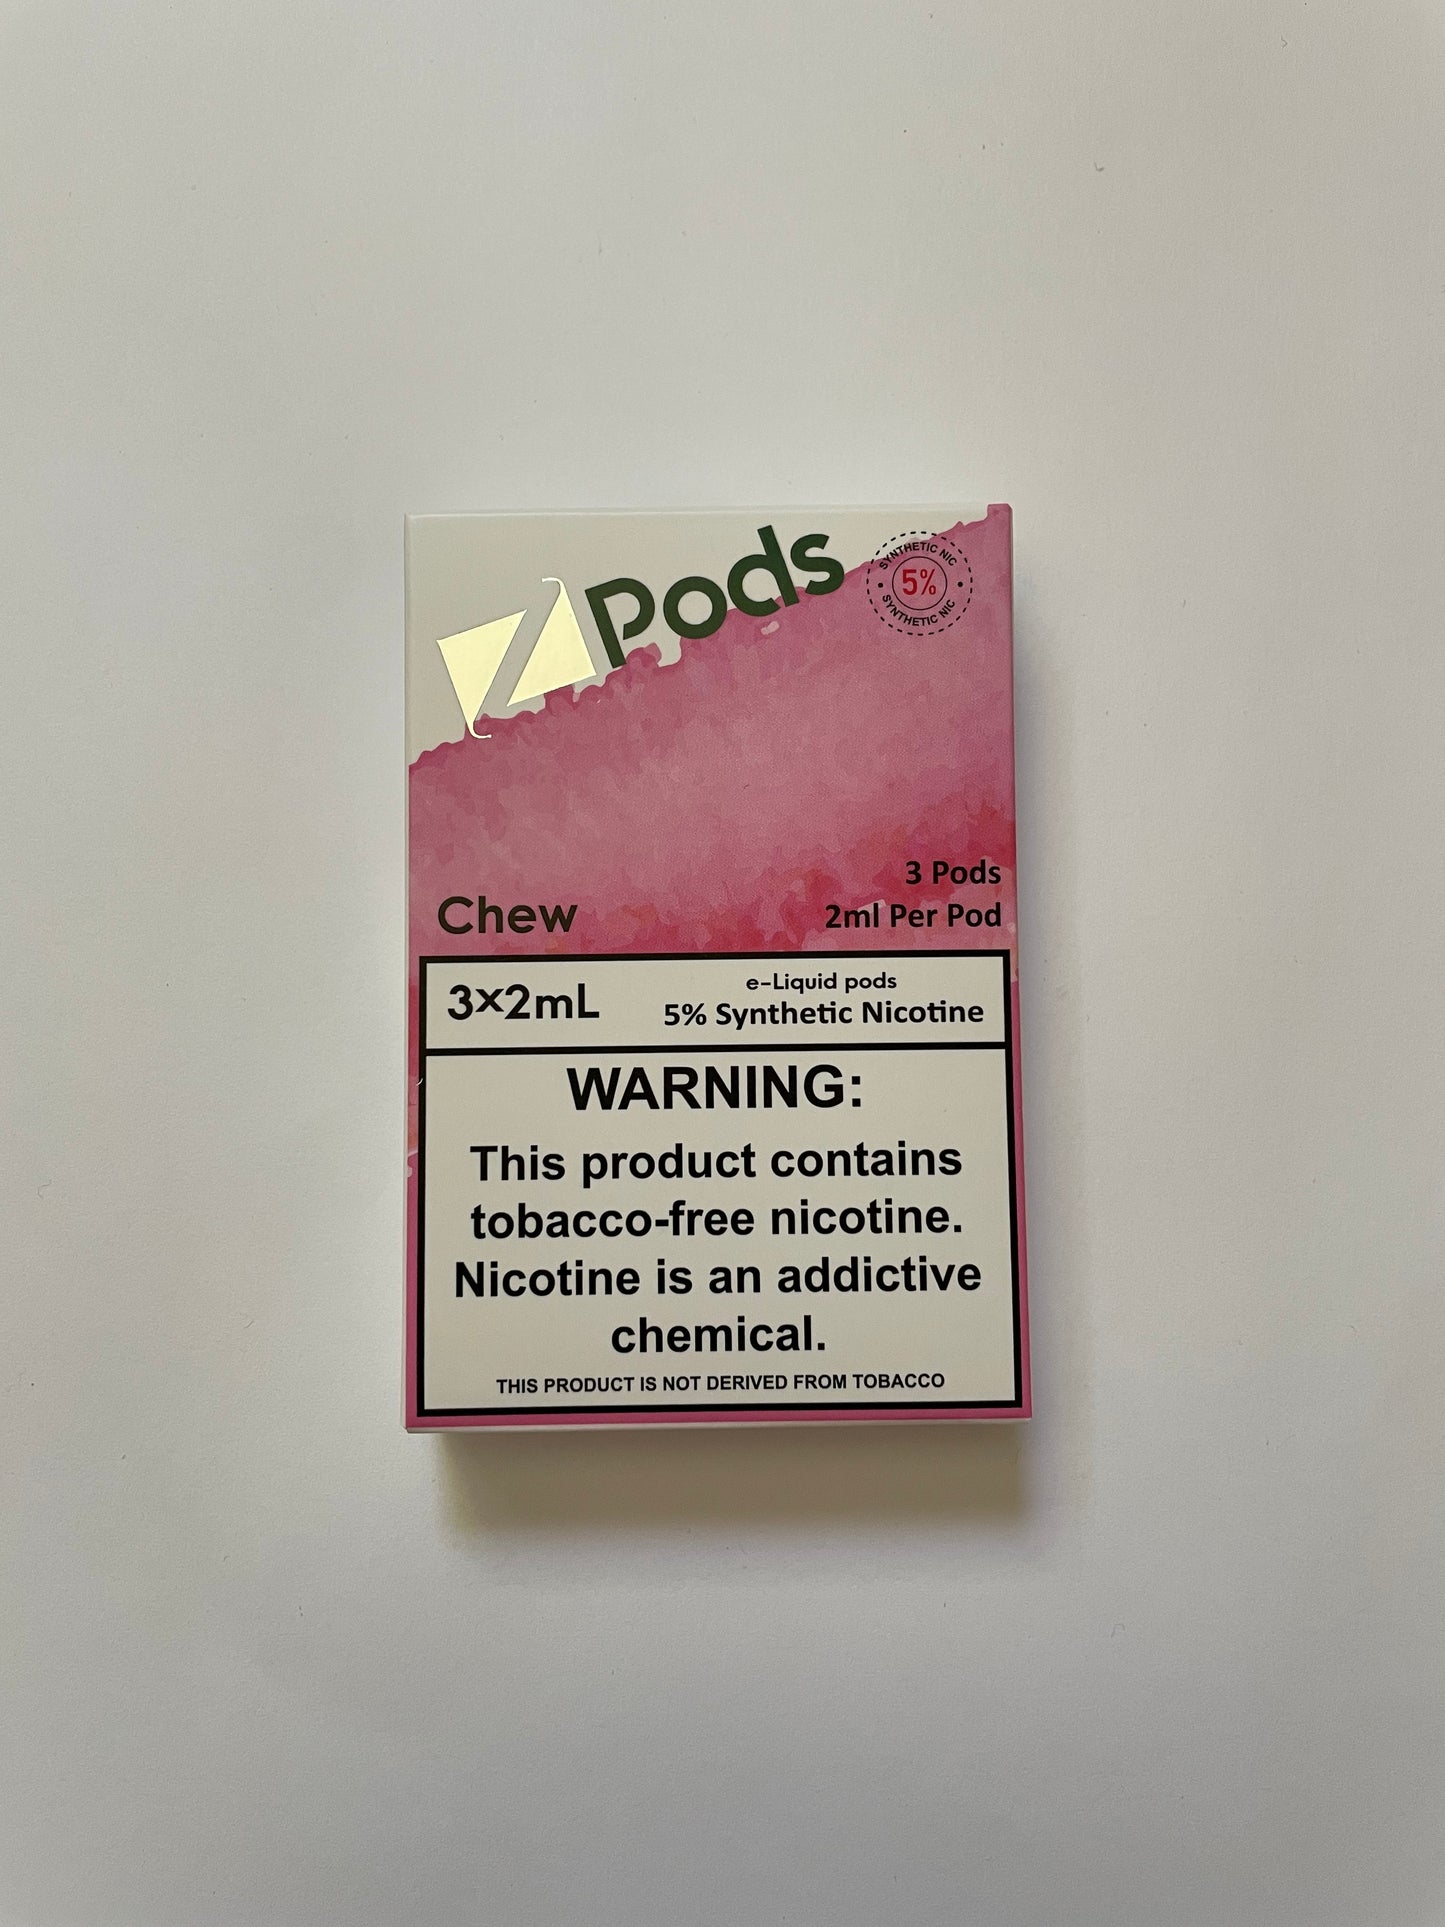 Z Pods
SYNTHETIC NIC
5%
SYNTHETIC NIC
3 Pods
2ml Per Pod
Chew
3×2mL
e-Liquid pods
5% Synthetic Nicotine
WARNING:
This product contains
tobacco-free nicotine.
Nicotine is an addictive
chemical.
THIS PRODUCT IS NOT DERIVED FROM TOBACCO